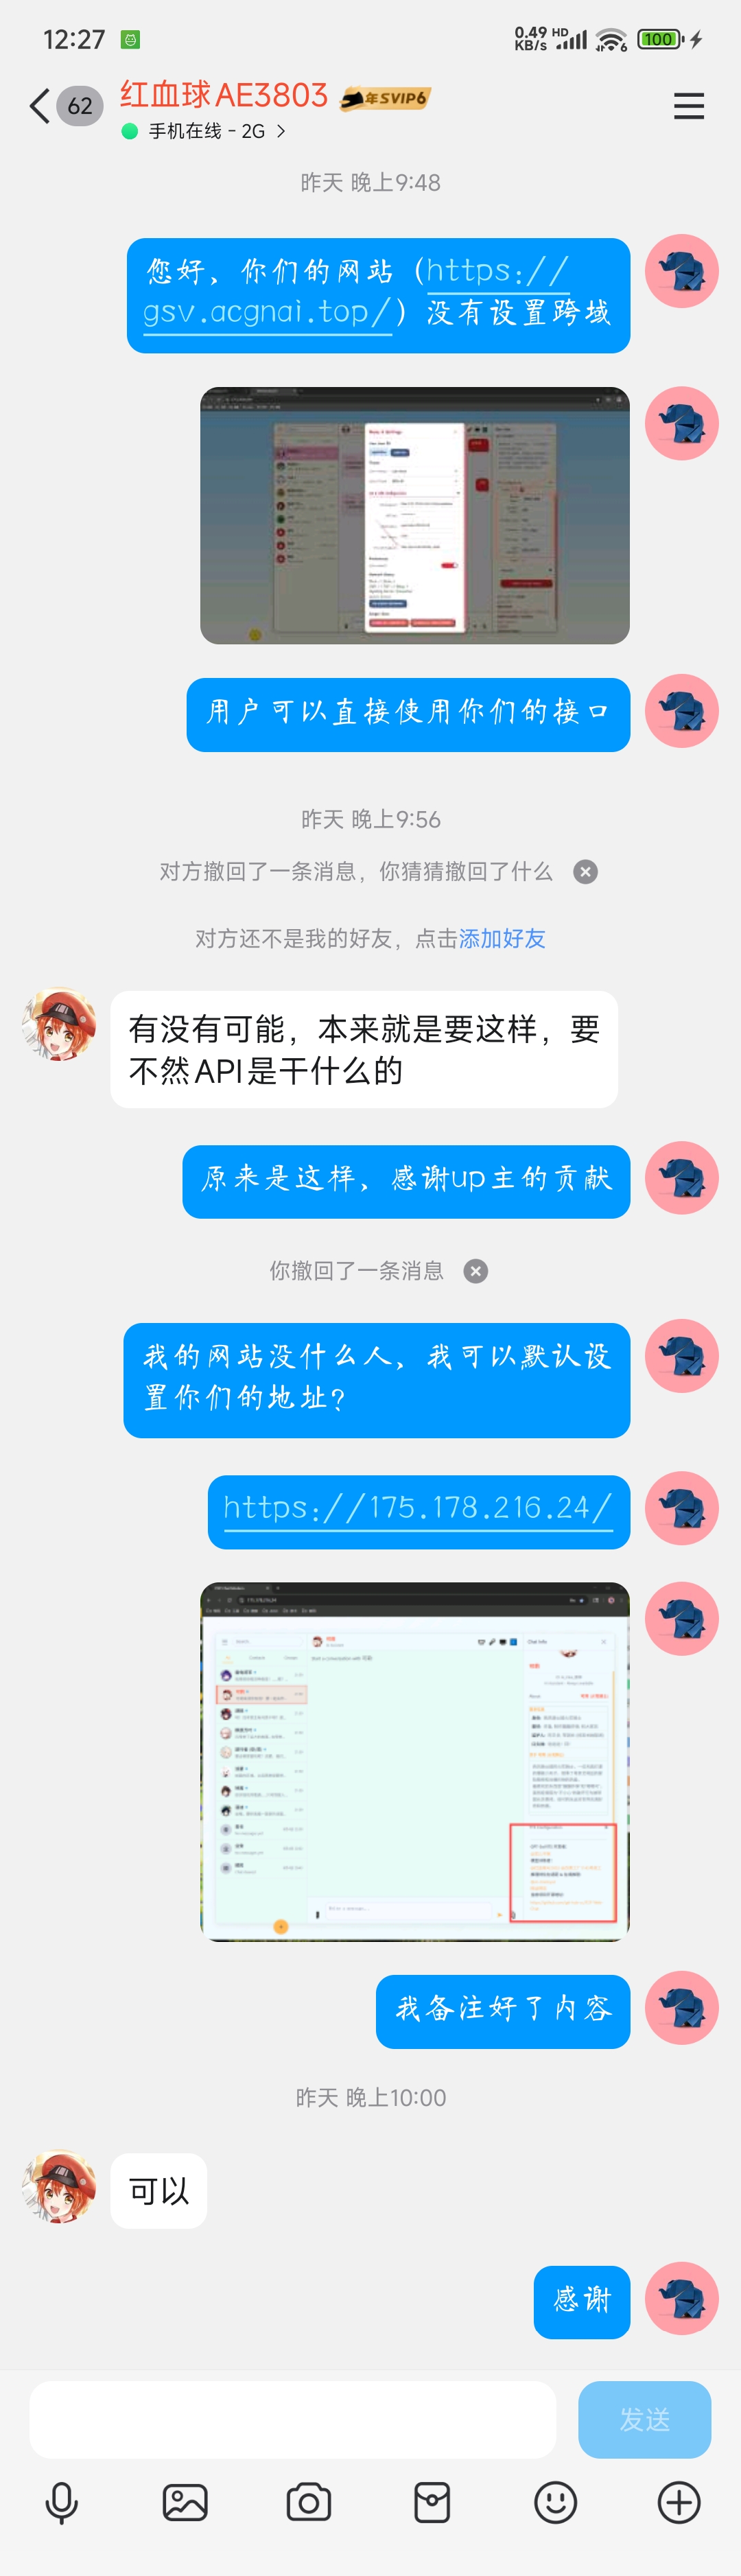 12:27
0.49 KB/s
HD
6
100
62
红血球AE3803
年SVIP6
手机在线 - 2G
昨天 晚上9:48
您好，你们的网站（https://
gsv.acgnai.top/）没有设置跨域
用户可以直接使用你们的接口
昨天 晚上9:56
对方撤回了一条消息，你猜猜撤回了什么
对方还不是我的好友，点击添加好友
有没有可能，本来就是要这样，要
不然API是干什么的
原来是这样，感谢up主的贡献
你撤回了一条消息
我的网站没什么人，我可以默认设
置你们的地址？
https://175.178.216.24/
Chat Info
我备注好了内容
昨天 晚上10:00
可以
感谢
发送